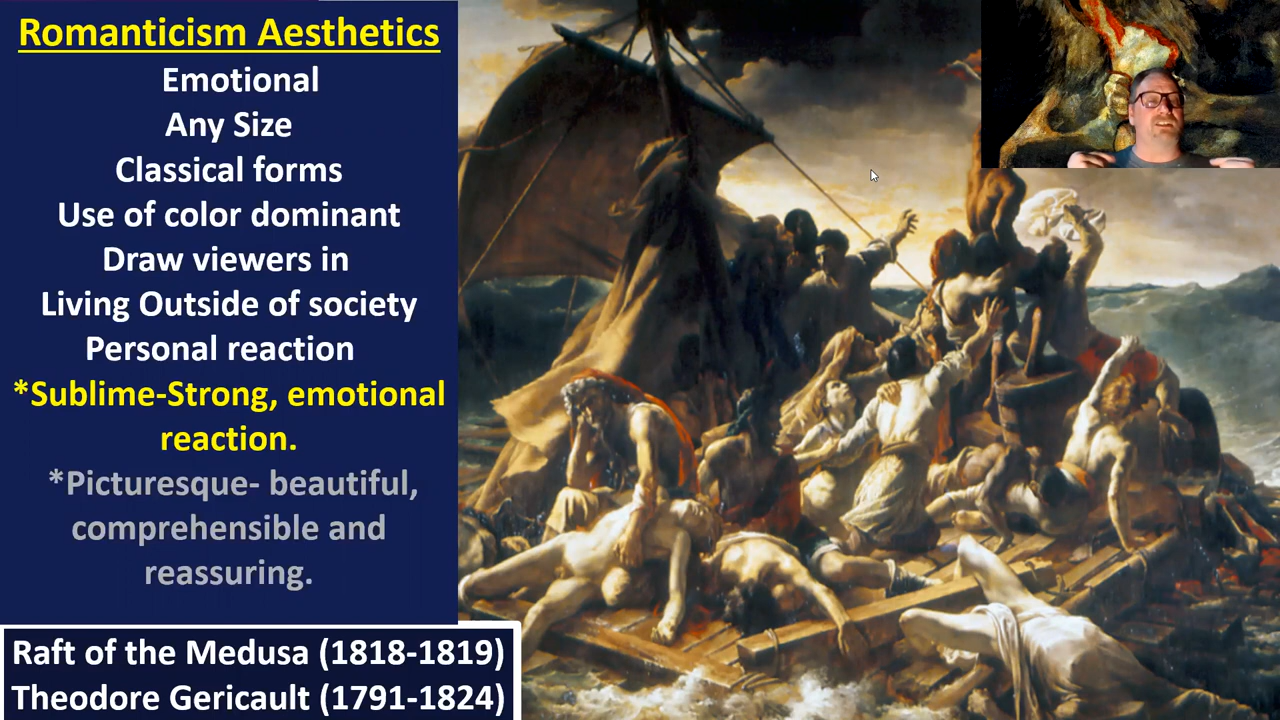 Romanticism Aesthetics
Emotional
Any Size
Classical forms
Use of color dominant
Draw viewers in
Living Outside of society
Personal reaction
*Sublime-Strong, emotional
reaction.
*Picturesque- beautiful,
comprehensible and
reassuring.
Raft of the Medusa (1818-1819)
Theodore Gericault (1791-1824)